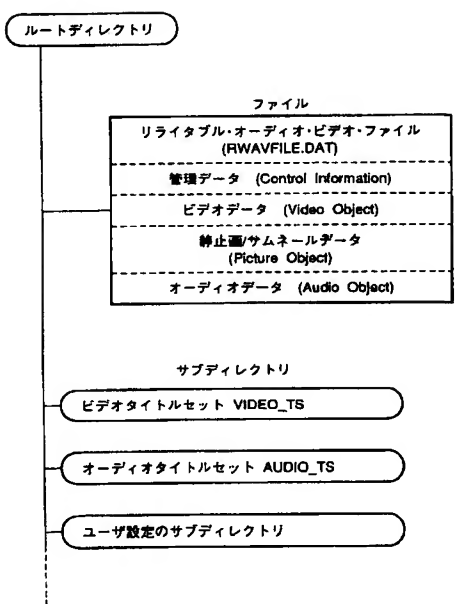 ルートディレクトリ
ファイル
リライタブル・オーディオ・ビデオ・ファイル
(RWAVFILE.DAT)
管理データ (Control Information)
ビデオデータ (Video Object)
静止画/サムネールデータ
(Picture Object)
オーディオデータ (Audio Object)
サブディレクトリ
ビデオタイトルセット VIDEO_TS
オーディオタイトルセット AUDIO_TS
ユーザ設定のサブディレクトリ